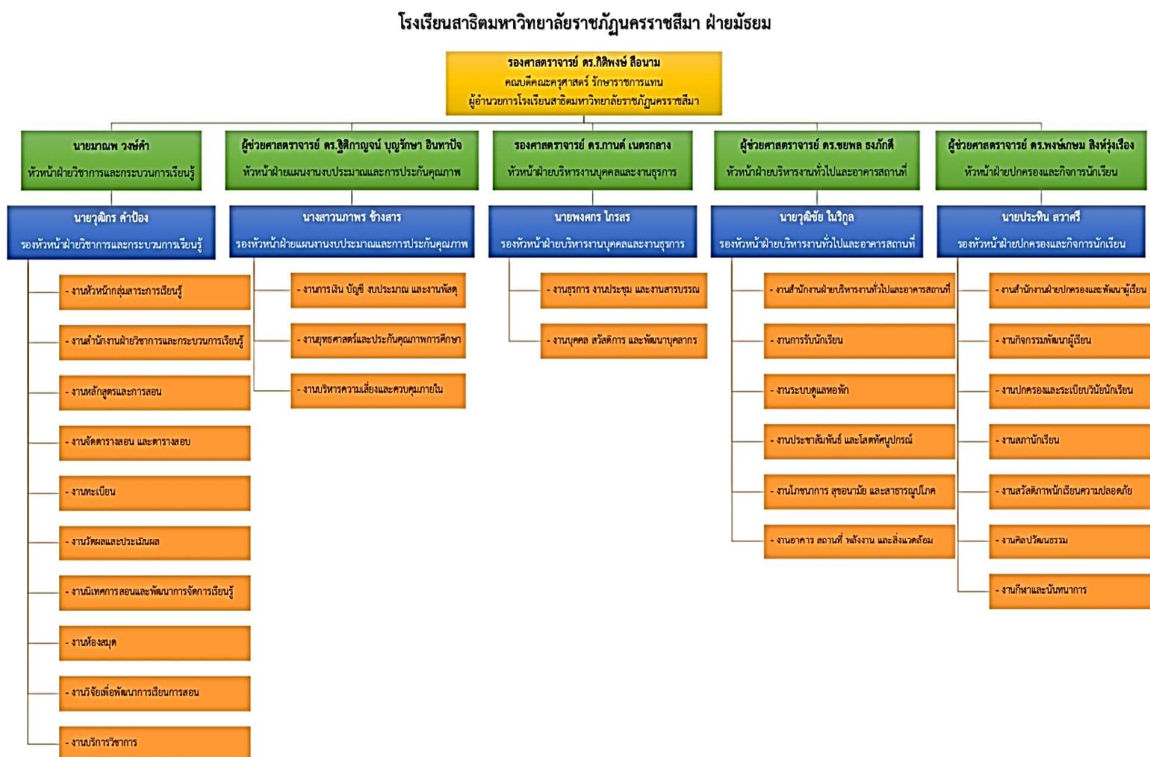 โรงเรียนสาธิตมหาวิทยาลัยราชภัฏนครราชสีมา ฝ่ายมัธยม
รองศาสตราจารย์ ดร.กิติพงษ์ ลือนาม
คณบดีคณะครุศาสตร์ รักษาราชการแทน
ผู้อำนวยการโรงเรียนสาธิตมหาวิทยาลัยราชภัฏนครราชสีมา
นายมาณพ วงษ์คำ
หัวหน้าฝ่ายวิชาการและกระบวนการเรียนรู้
ผู้ช่วยศาสตราจารย์ ดร.ฐิติกาญจน์ บุญรักษา อินทาปัจ
หัวหน้าฝ่ายแผนงานงบประมาณและการประกันคุณภาพ
รองศาสตราจารย์ ดร.กานต์ เนตรกลาง
หัวหน้าฝ่ายบริหารงานบุคคลและงานธุรการ
ผู้ช่วยศาสตราจารย์ ดร.ชยพล ธงภักดี
หัวหน้าฝ่ายบริหารงานทั่วไปและอาคารสถานที่
ผู้ช่วยศาสตราจารย์ ดร.พงษ์เกษม สิงห์รุ่งเรือง
หัวหน้าฝ่ายปกครองและกิจการนักเรียน
นายวุฒิกร คำป้อง
รองหัวหน้าฝ่ายวิชาการและกระบวนการเรียนรู้
นางสาวนภาพร ช้างสาร
รองหัวหน้าฝ่ายแผนงานงบประมาณและการประกันคุณภาพ
นายพงศกร ไกรสร
รองหัวหน้าฝ่ายบริหารงานบุคคลและงานธุรการ
นายวุฒิชัย ในริกูล
รองหัวหน้าฝ่ายบริหารงานทั่วไปและอาคารสถานที่
นายประทิน สวาศรี
รองหัวหน้าฝ่ายปกครองและกิจการนักเรียน
- งานหัวหน้ากลุ่มสาระการเรียนรู้
- งานสำนักงานฝ่ายวิชาการและกระบวนการเรียนรู้
- งานหลักสูตรและการสอน
- งานจัดตารางสอน และตารางสอบ
- งานทะเบียน
- งานวัดผลและประเมินผล
- งานนิเทศการสอนและพัฒนาการจัดการเรียนรู้
- งานห้องสมุด
- งานวิจัยเพื่อพัฒนาการเรียนการสอน
- งานบริการวิชาการ
- งานการเงิน บัญชี งบประมาณ และงานพัสดุ
- งานยุทธศาสตร์และประกันคุณภาพการศึกษา
- งานบริหารความเสี่ยงและควบคุมภายใน
- งานธุรการ งานประชุม และงานสารบรรณ
- งานบุคคล สวัสดิการ และพัฒนาบุคลากร
- งานสำนักงานฝ่ายบริหารงานทั่วไปและอาคารสถานที่
- งานการรับนักเรียน
- งานระบบดูแลหอพัก
- งานประชาสัมพันธ์ และโสตทัศนูปกรณ์
- งานโภชนาการ สุขอนามัย และสาธารณูปโภค
- งานอาคาร สถานที่ พลังงาน และสิ่งแวดล้อม
- งานสำนักงานฝ่ายปกครองและพัฒนาผู้เรียน
- งานกิจกรรมพัฒนาผู้เรียน
- งานปกครองและระเบียบวินัยนักเรียน
- งานสภานักเรียน
- งานสวัสดิภาพนักเรียนความปลอดภัย
- งานศิลปวัฒนธรรม
- งานกีฬาและนันทนาการ